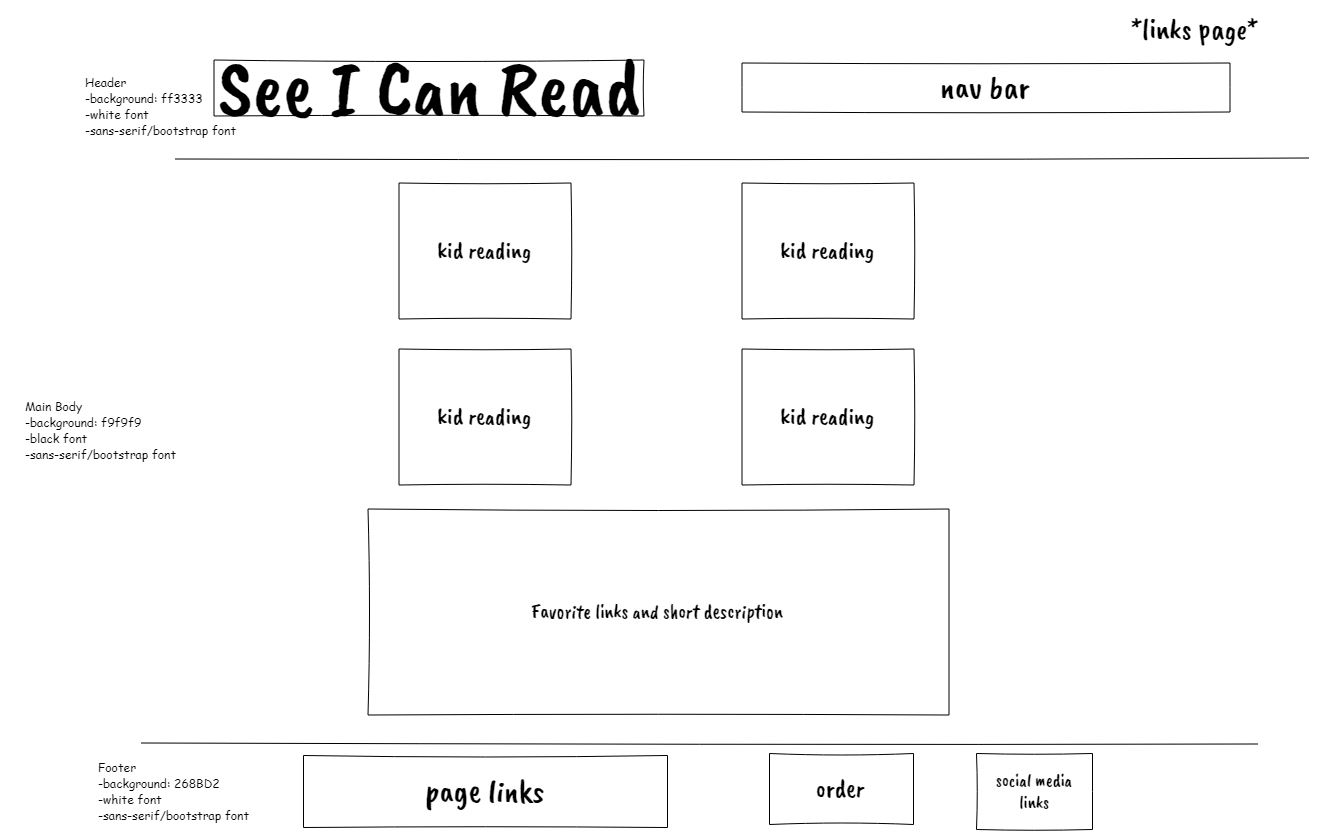 *links page*
Header
-background: ff3333
-white font
-sans-serif/bootstrap font
See I Can Read
nav bar
kid reading
kid reading
kid reading
kid reading
Main Body
-background: f9f9f9
-black font
-sans-serif/bootstrap font
Favorite links and short description
Footer
-background: 268BD2
-white font
-sans-serif/bootstrap font
page links
order
social media
links